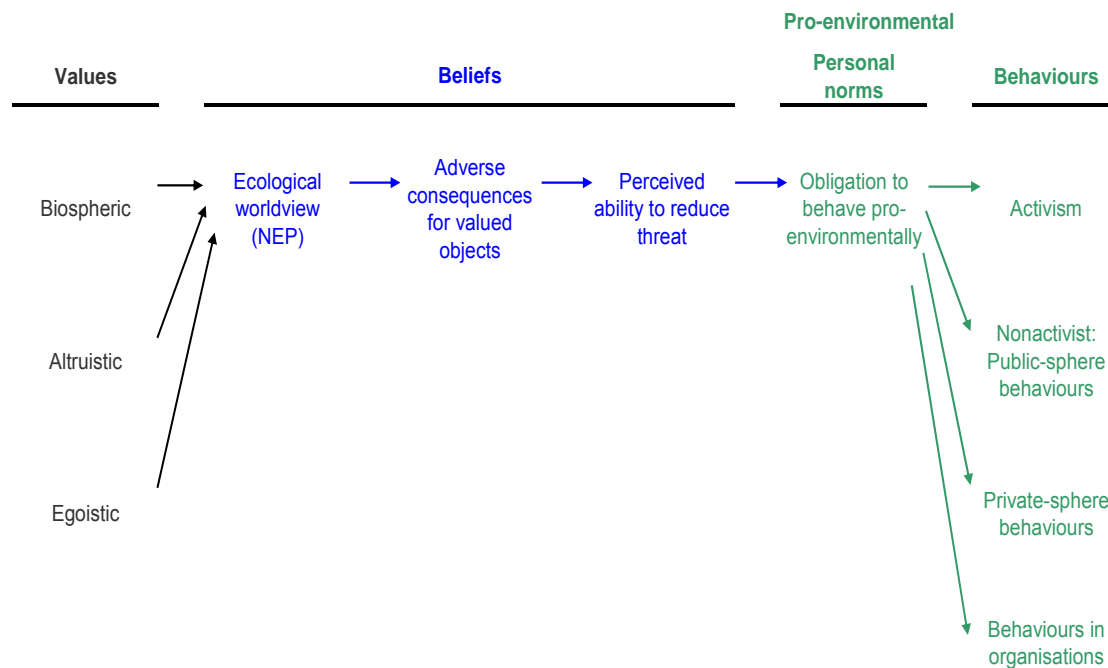 Pro-environmental
Values
Beliefs
Personal
norms
Behaviours
Biospheric
Altruistic
Egoistic
Ecological
worldview
(NEP)
Adverse
consequences
for valued
objects
Perceived
ability to reduce
threat
Obligation to
behave pro-
environmentally
Activism
Nonactivist:
Public-sphere
behaviours
Private-sphere
behaviours
Behaviours in
organisations